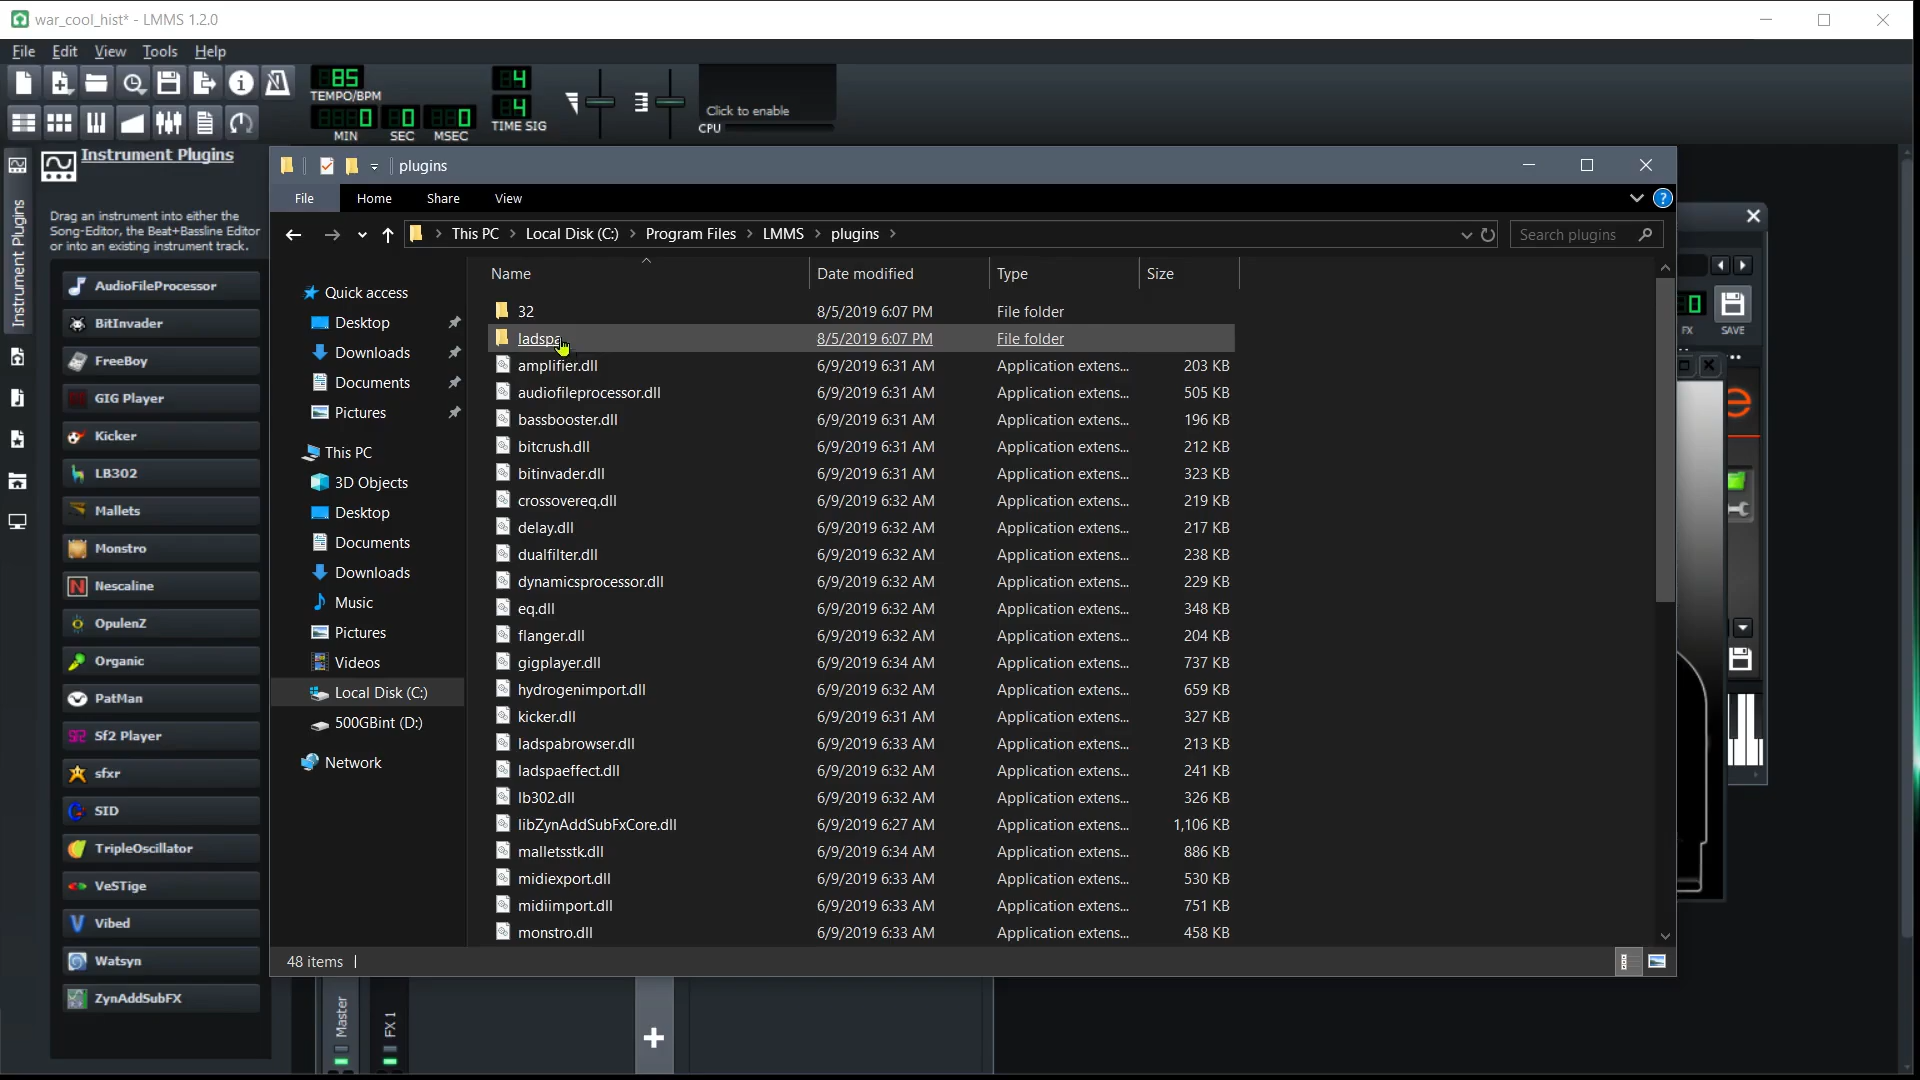 war_cool_hist* - LMMS 1.2.0
File Edit View Tools Help
85
TEMPO/BPM
0 0 0
MIN SEC MSEC
4
4
TIME SIG
Click to enable
CPU
Instrument Plugins
Instrument Plugins
Drag an instrument into either the
Song-Editor, the Beat+Bassline Editor
or into an existing instrument track.
AudioFileProcessor
BitInvader
FreeBoy
GIG Player
Kicker
LB302
Mallets
Monstro
Nescaline
OpulenZ
Organic
PatMan
Sf2 Player
sfxr
SID
TripleOscillator
VeSTige
Vibed
Watsyn
ZynAddSubFX
plugins
File Home Share View
This PC Local Disk (C:) Program Files LMMS plugins
Search plugins
Quick access
Desktop
Downloads
Documents
Pictures
This PC
3D Objects
Desktop
Documents
Downloads
Music
Pictures
Videos
Local Disk (C:)
500GBint (D:)
Network
Name Date modified Type Size
32 8/5/2019 6:07 PM File folder
ladspa 8/5/2019 6:07 PM File folder
amplifier.dll 6/9/2019 6:31 AM Application extens... 203 KB
audiofileprocessor.dll 6/9/2019 6:31 AM Application extens... 505 KB
bassbooster.dll 6/9/2019 6:31 AM Application extens... 196 KB
bitcrush.dll 6/9/2019 6:31 AM Application extens... 212 KB
bitinvader.dll 6/9/2019 6:31 AM Application extens... 323 KB
crossovereq.dll 6/9/2019 6:32 AM Application extens... 219 KB
delay.dll 6/9/2019 6:32 AM Application extens... 217 KB
dualfilter.dll 6/9/2019 6:32 AM Application extens... 238 KB
dynamicsprocessor.dll 6/9/2019 6:32 AM Application extens... 229 KB
eq.dll 6/9/2019 6:32 AM Application extens... 348 KB
flanger.dll 6/9/2019 6:32 AM Application extens... 204 KB
gigplayer.dll 6/9/2019 6:34 AM Application extens... 737 KB
hydrogenimport.dll 6/9/2019 6:32 AM Application extens... 659 KB
kicker.dll 6/9/2019 6:31 AM Application extens... 327 KB
ladspabrowser.dll 6/9/2019 6:33 AM Application extens... 213 KB
ladspaeffect.dll 6/9/2019 6:32 AM Application extens... 241 KB
lb302.dll 6/9/2019 6:32 AM Application extens... 326 KB
libZynAddSubFxCore.dll 6/9/2019 6:27 AM Application extens... 1,106 KB
malletsstk.dll 6/9/2019 6:34 AM Application extens... 886 KB
midiexport.dll 6/9/2019 6:33 AM Application extens... 530 KB
midiimport.dll 6/9/2019 6:33 AM Application extens... 751 KB
monstro.dll 6/9/2019 6:33 AM Application extens... 458 KB
48 items
0
FX SAVE
e
Master
FX 1